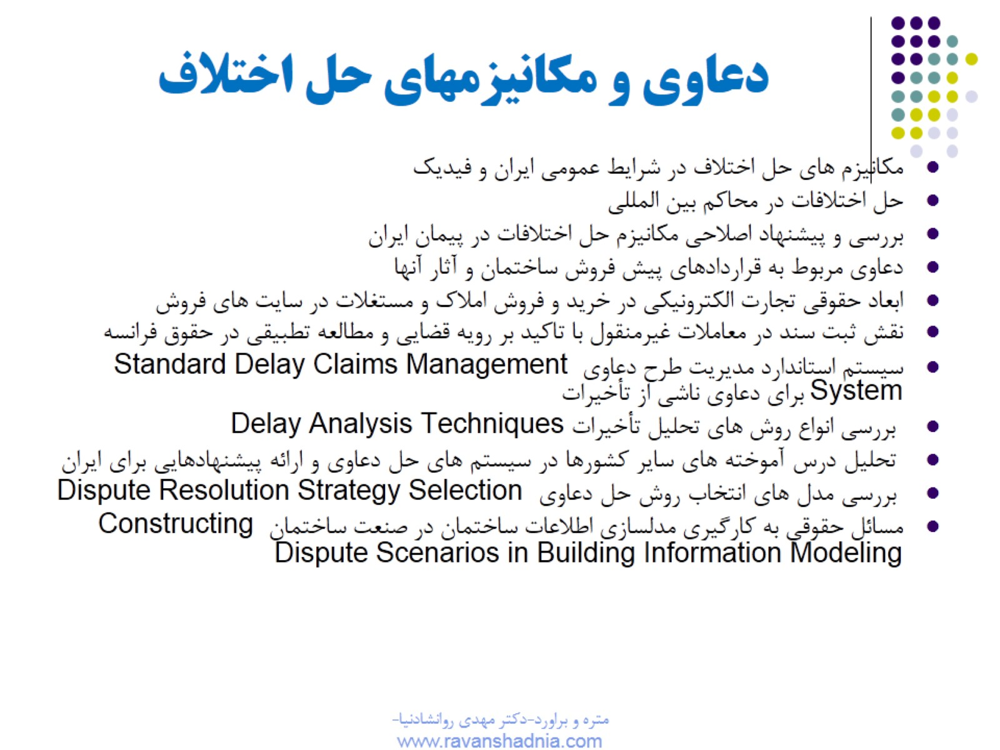 دعاوی و مکانیزمهای حل اختلاف
مکانیزم های حل اختلاف در شرایط عمومی ایران و فیدیک
حل اختلافات در محاکم بین المللی
بررسی و پیشنهاد اصلاحی مکانیزم حل اختلافات در پیمان ایران
دعاوی مربوط به قراردادهای پیش فروش ساختمان و آثار آنها
ابعاد حقوقی تجارت الکترونیکی در خرید و فروش املاک و مستغلات در سایت های فروش
نقش ثبت سند در معاملات غیرمنقول با تاکید بر رویه قضایی و مطالعه تطبیقی در حقوق فرانسه
سیستم استاندارد مدیریت طرح دعاوی Standard Delay Claims Management
System برای دعاوی ناشی از تأخیرات
بررسی انواع روش های تحلیل تأخیرات Delay Analysis Techniques
تحلیل درس آموخته های سایر کشورها در سیستم های حل دعاوی و ارائه پیشنهادهایی برای ایران
بررسی مدل های انتخاب روش حل دعاوی Dispute Resolution Strategy Selection
مسائل حقوقی به کارگیری مدلسازی اطلاعات ساختمان در صنعت ساختمان Constructing
Dispute Scenarios in Building Information Modeling
متره و براورد-دکتر مهدی روانشادنیا-
www.ravanshadnia.com